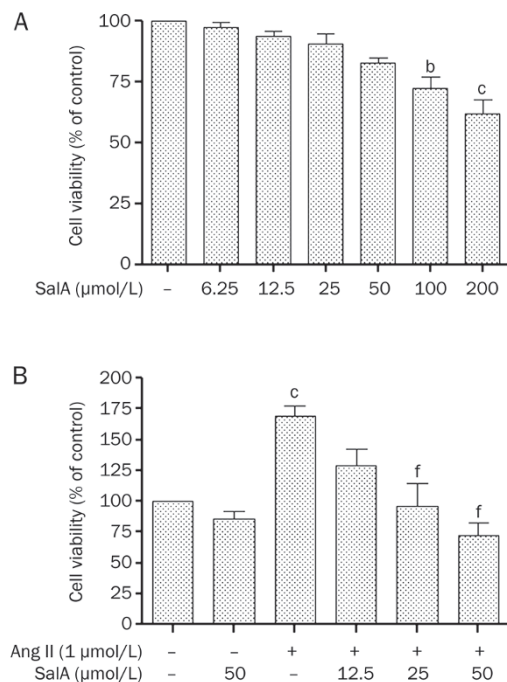 A
Cell viability (% of control)
100
75
50
25
0
b
c
SalA (μmol/L) – 6.25 12.5 25 50 100 200
B
Cell viability (% of control)
200
175
150
125
100
75
50
25
0
c
f
f
Ang II (1 μmol/L) – – + + + +
SalA (μmol/L) – 50 – 12.5 25 50